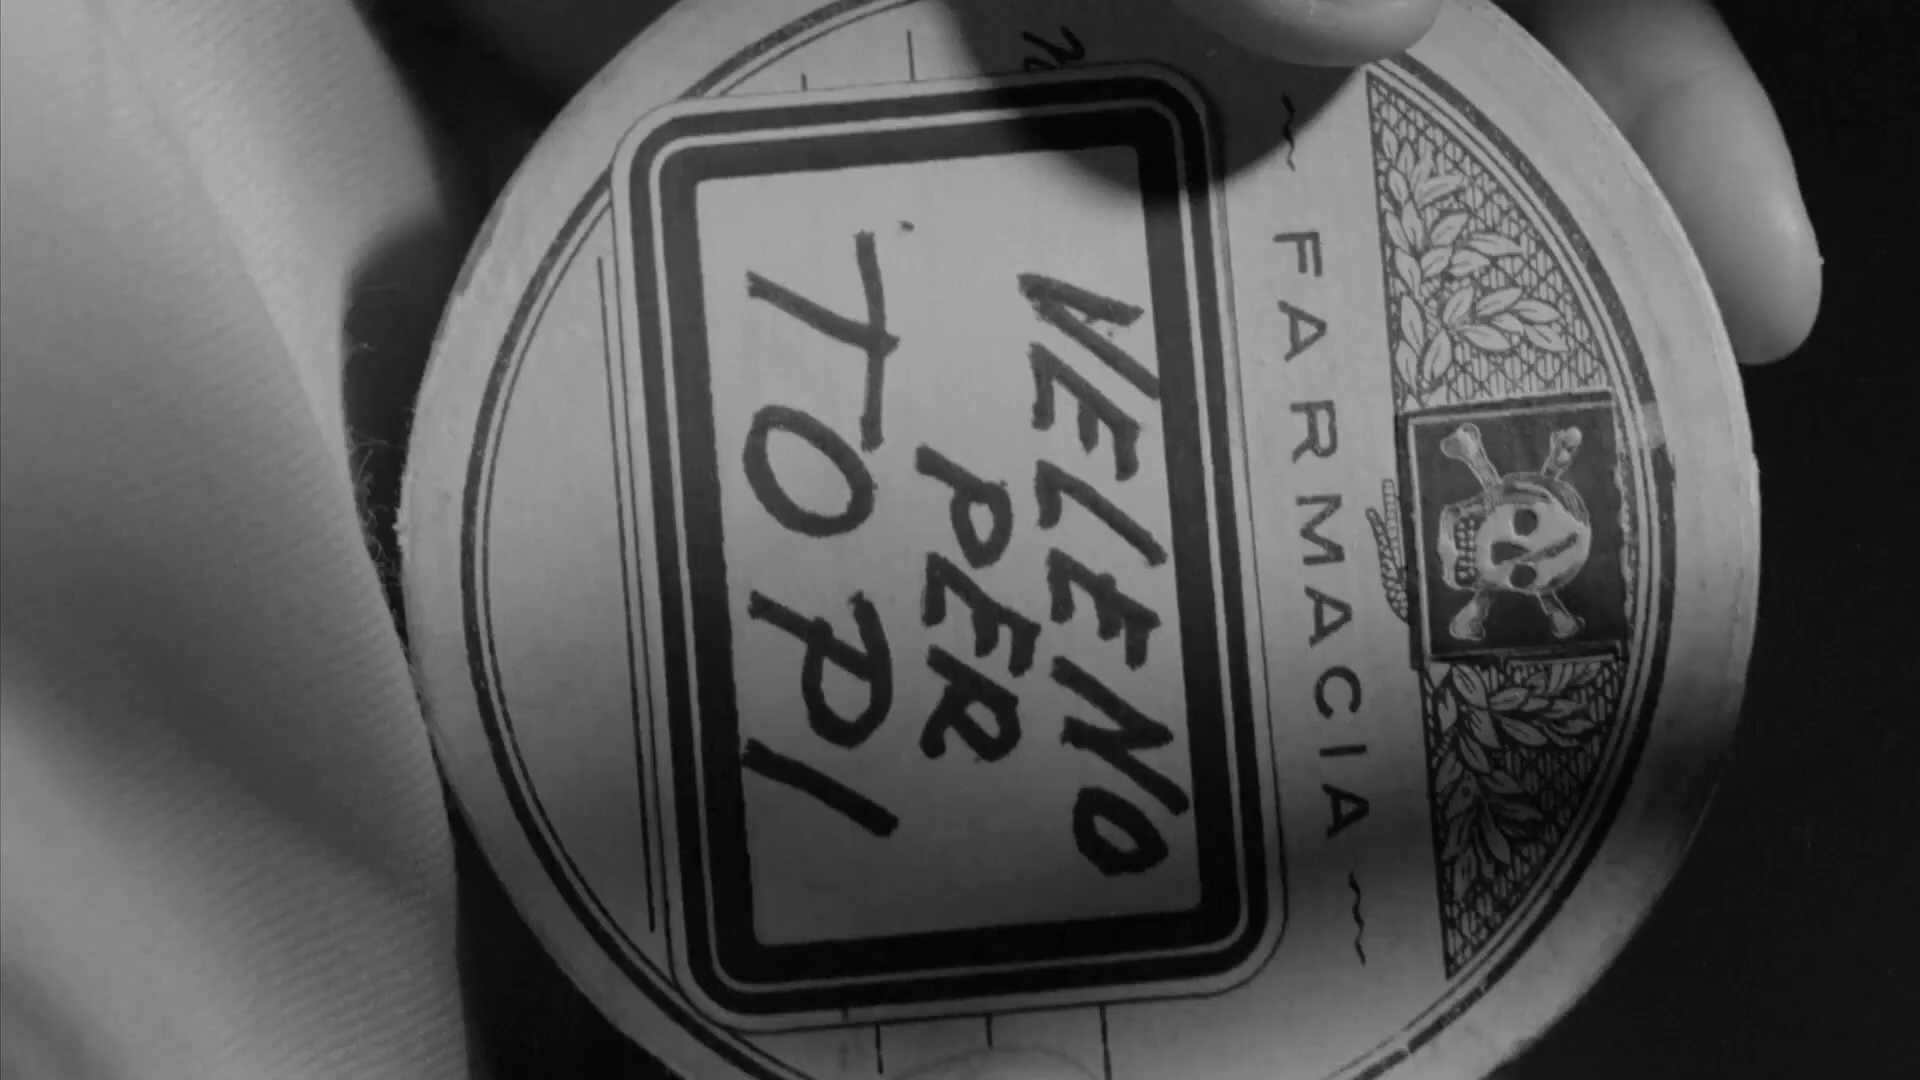 ~ FARMACIA ~
VELENO
PER
TOPI